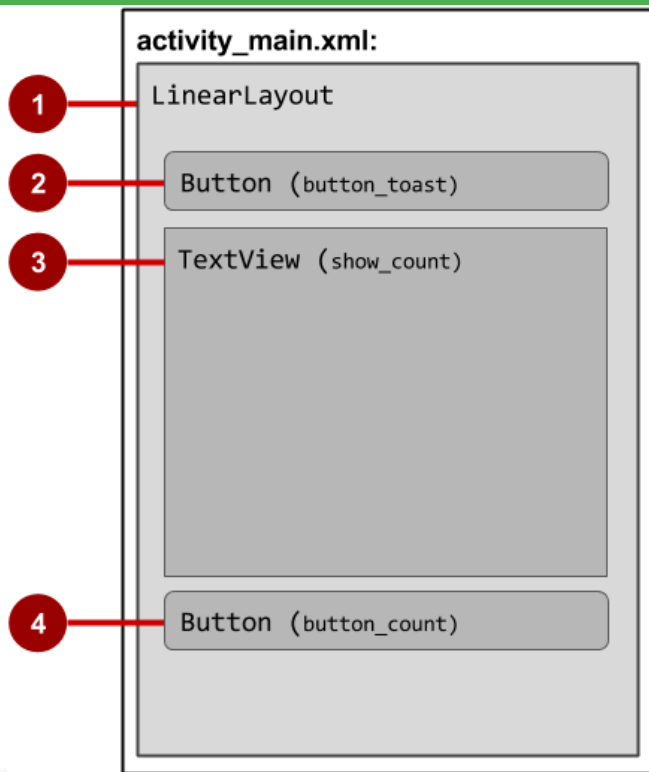 activity_main.xml:
1 LinearLayout
2 Button (button_toast)
3 TextView (show_count)
4 Button (button_count)